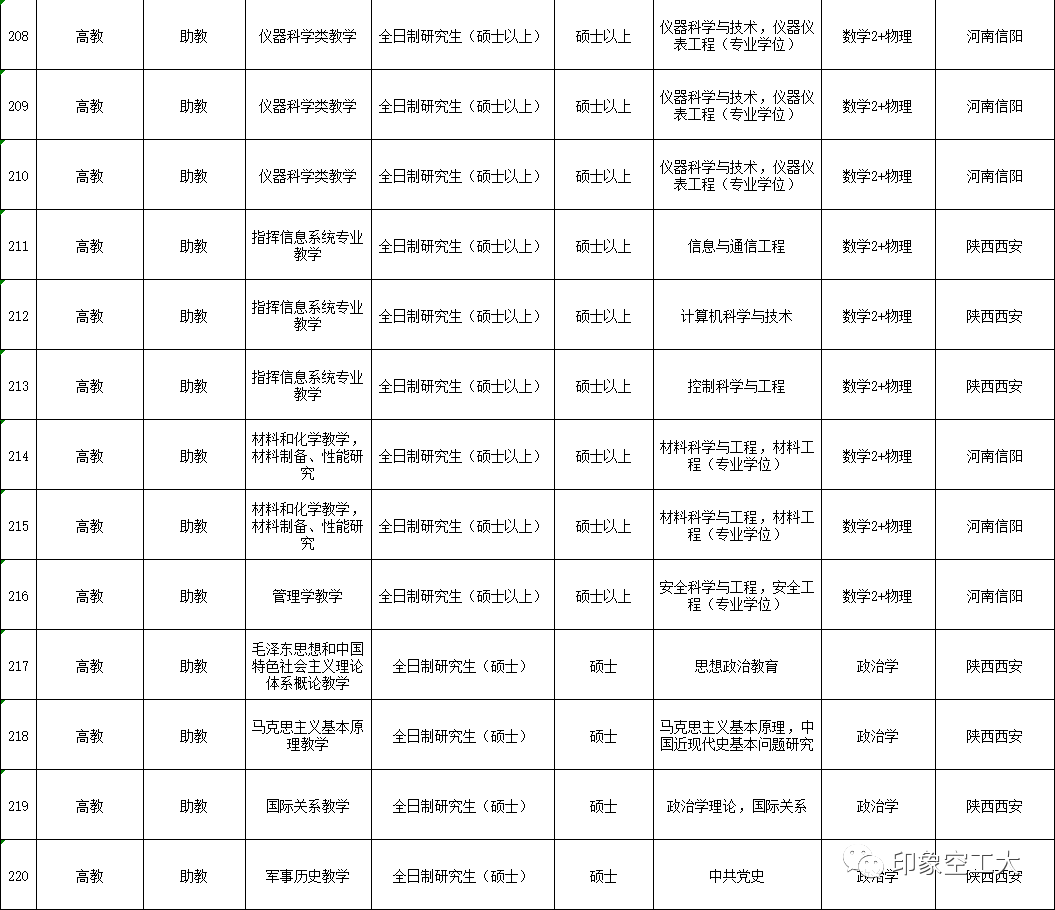 208 高教 助教 仪器科学类教学 全日制研究生（硕士以上） 硕士以上 仪器科学与技术，仪器仪表工程（专业学位） 数学2+物理 河南信阳
209 高教 助教 仪器科学类教学 全日制研究生（硕士以上） 硕士以上 仪器科学与技术，仪器仪表工程（专业学位） 数学2+物理 河南信阳
210 高教 助教 仪器科学类教学 全日制研究生（硕士以上） 硕士以上 仪器科学与技术，仪器仪表工程（专业学位） 数学2+物理 河南信阳
211 高教 助教 指挥信息系统专业教学 全日制研究生（硕士以上） 硕士以上 信息与通信工程 数学2+物理 陕西西安
212 高教 助教 指挥信息系统专业教学 全日制研究生（硕士以上） 硕士以上 计算机科学与技术 数学2+物理 陕西西安
213 高教 助教 指挥信息系统专业教学 全日制研究生（硕士以上） 硕士以上 控制科学与工程 数学2+物理 陕西西安
214 高教 助教 材料和化学教学，材料制备、性能研究 全日制研究生（硕士以上） 硕士以上 材料科学与工程，材料工程（专业学位） 数学2+物理 河南信阳
215 高教 助教 材料和化学教学，材料制备、性能研究 全日制研究生（硕士以上） 硕士以上 材料科学与工程，材料工程（专业学位） 数学2+物理 河南信阳
216 高教 助教 管理学教学 全日制研究生（硕士以上） 硕士以上 安全科学与工程，安全工程（专业学位） 数学2+物理 河南信阳
217 高教 助教 毛泽东思想和中国特色社会主义理论体系概论教学 全日制研究生（硕士） 硕士 思想政治教育 政治学 陕西西安
218 高教 助教 马克思主义基本原理教学 全日制研究生（硕士） 硕士 马克思主义基本原理，中国近现代史基本问题研究 政治学 陕西西安
219 高教 助教 国际关系教学 全日制研究生（硕士） 硕士 政治学理论，国际关系 政治学 陕西西安
220 高教 助教 军事历史教学 全日制研究生（硕士） 硕士 中共党史 政治学 陕西西安
印象空工大